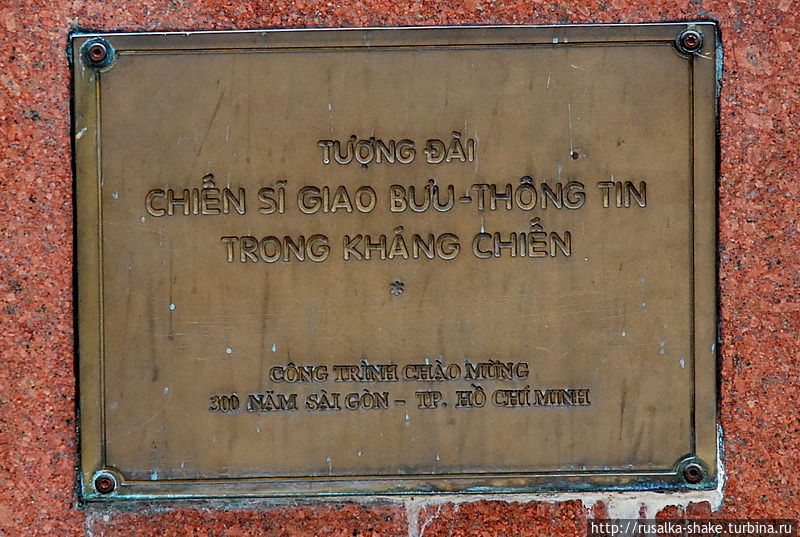 TƯỢNG ĐÀI
CHIẾN SĨ GIAO BƯU-THÔNG TIN
TRONG KHÁNG CHIẾN
*
CÔNG TRÌNH CHÀO MỪNG
300 NĂM SÀI GÒN - TP. HỒ CHÍ MINH
http://rusalka-shake.turbina.ru